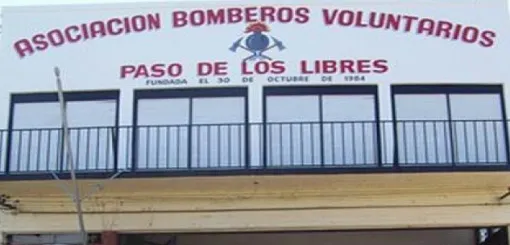 ASOCIACION BOMBEROS VOLUNTARIOS
PASO DE LOS LIBRES
FUNDADA EL 30 DE OCTUBRE DE 1984